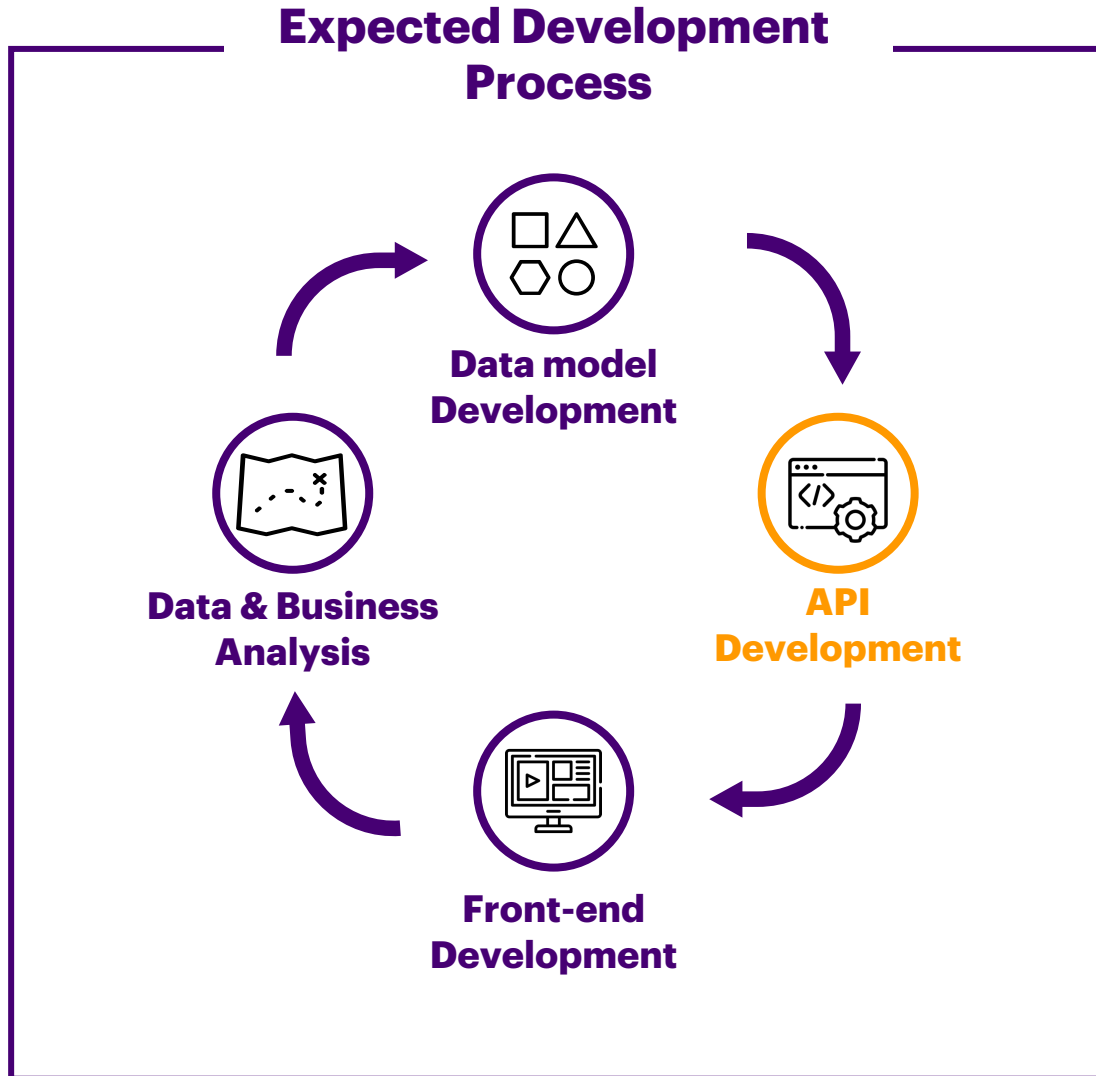 Expected Development
Process
Data model
Development
Data & Business
Analysis
API
Development
Front-end
Development